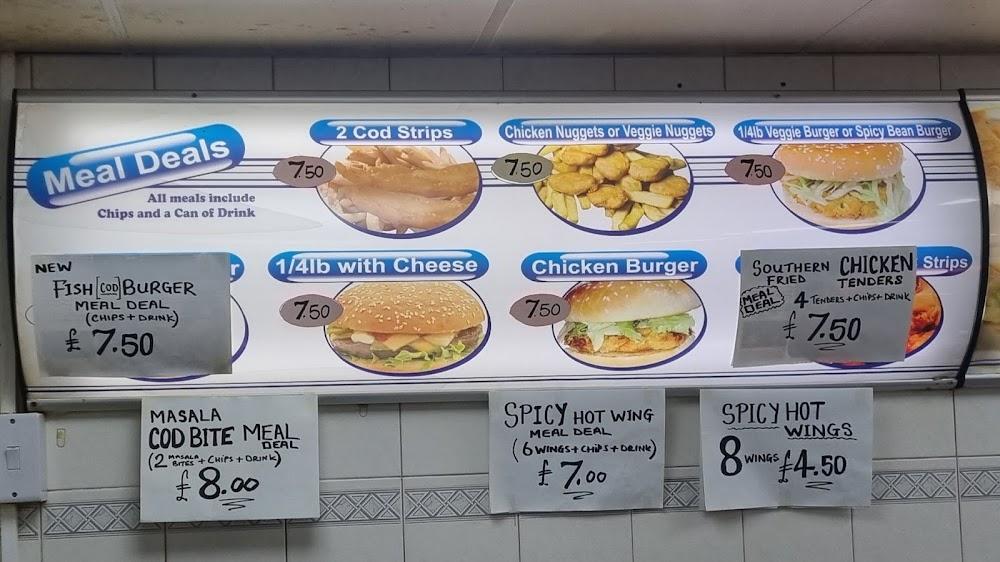 Meal Deals
All meals include
Chips and a Can of Drink
2 Cod Strips
7.50
Chicken Nuggets or Veggie Nuggets
7.50
1/4lb Veggie Burger or Spicy Bean Burger
7.50
NEW
FISH [COD] BURGER
MEAL DEAL
(CHIPS + DRINK)
£ 7.50
1/4lb with Cheese
7.50
Chicken Burger
7.50
SOUTHERN FRIED CHICKEN TENDERS
MEAL DEAL
4 TENDERS + CHIPS + DRINK
£ 7.50
Strips
MASALA
COD BITE MEAL DEAL
(2 MASALA BITES + CHIPS + DRINK)
£ 8.00
SPICY HOT WING
MEAL DEAL
(6 WINGS + CHIPS + DRINK)
£ 7.00
SPICY HOT
WINGS
8 WINGS £4.50